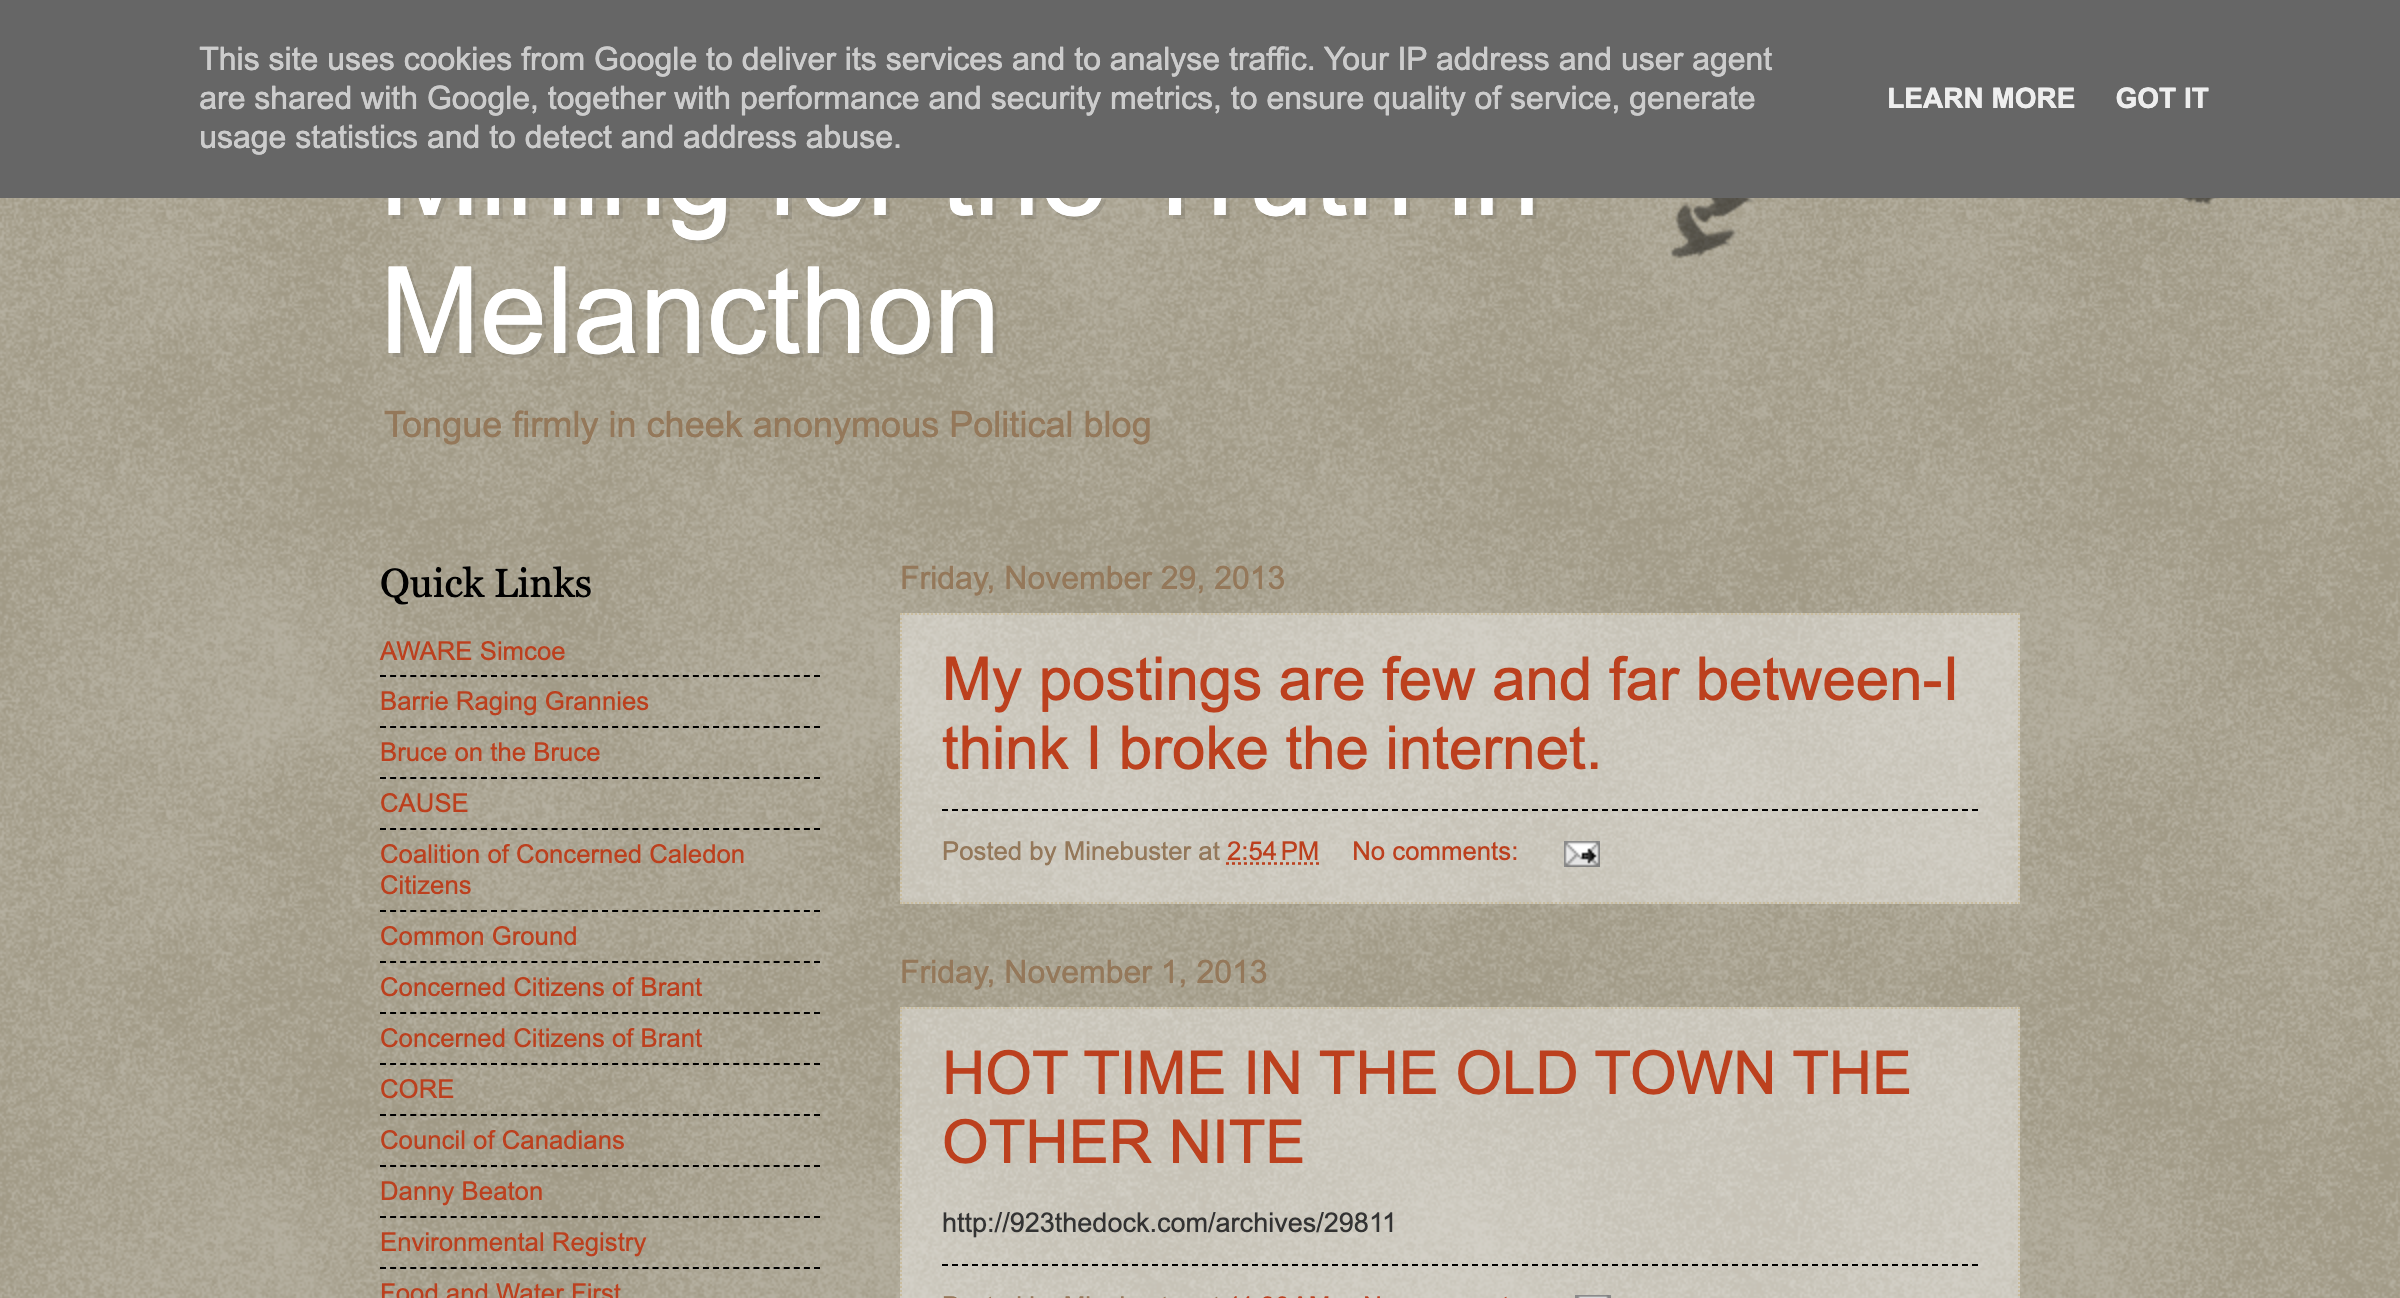 This site uses cookies from Google to deliver its services and to analyse traffic. Your IP address and user agent
are shared with Google, together with performance and security metrics, to ensure quality of service, generate
usage statistics and to detect and address abuse.
LEARN MORE
GOT IT
Mining for the Truth in
Melancthon
Tongue firmly in cheek anonymous Political blog
Quick Links
AWARE Simcoe
Barrie Raging Grannies
Bruce on the Bruce
CAUSE
Coalition of Concerned Caledon
Citizens
Common Ground
Concerned Citizens of Brant
Concerned Citizens of Brant
CORE
Council of Canadians
Danny Beaton
Environmental Registry
Food and Water First
Friday, November 29, 2013
My postings are few and far between-I
think I broke the internet.
Posted by Minebuster at 2:54 PM No comments:
Friday, November 1, 2013
HOT TIME IN THE OLD TOWN THE
OTHER NITE
http://923thedock.com/archives/29811